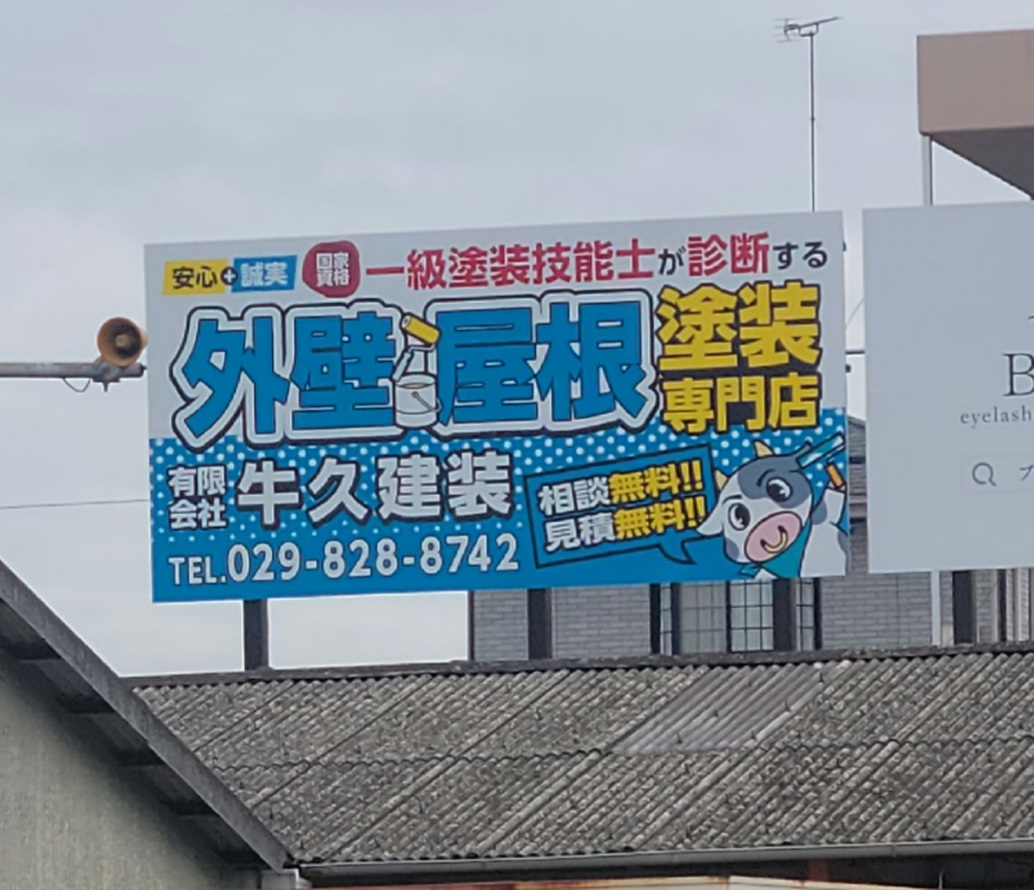 安心+誠実 国家資格 一級塗装技能士が診断する
外壁 屋根 塗装専門店
有限会社 牛久建装
相談無料!!
見積無料!!
TEL.029-828-8742
B
eyelash